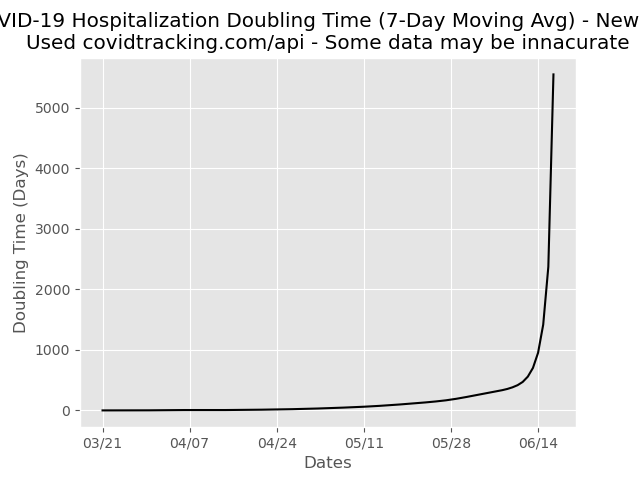 VID-19 Hospitalization Doubling Time (7-Day Moving Avg) - New
Used covidtracking.com/api - Some data may be innacurate
5000
4000
3000
2000
1000
0
Doubling Time (Days)
03/21 04/07 04/24 05/11 05/28 06/14
Dates